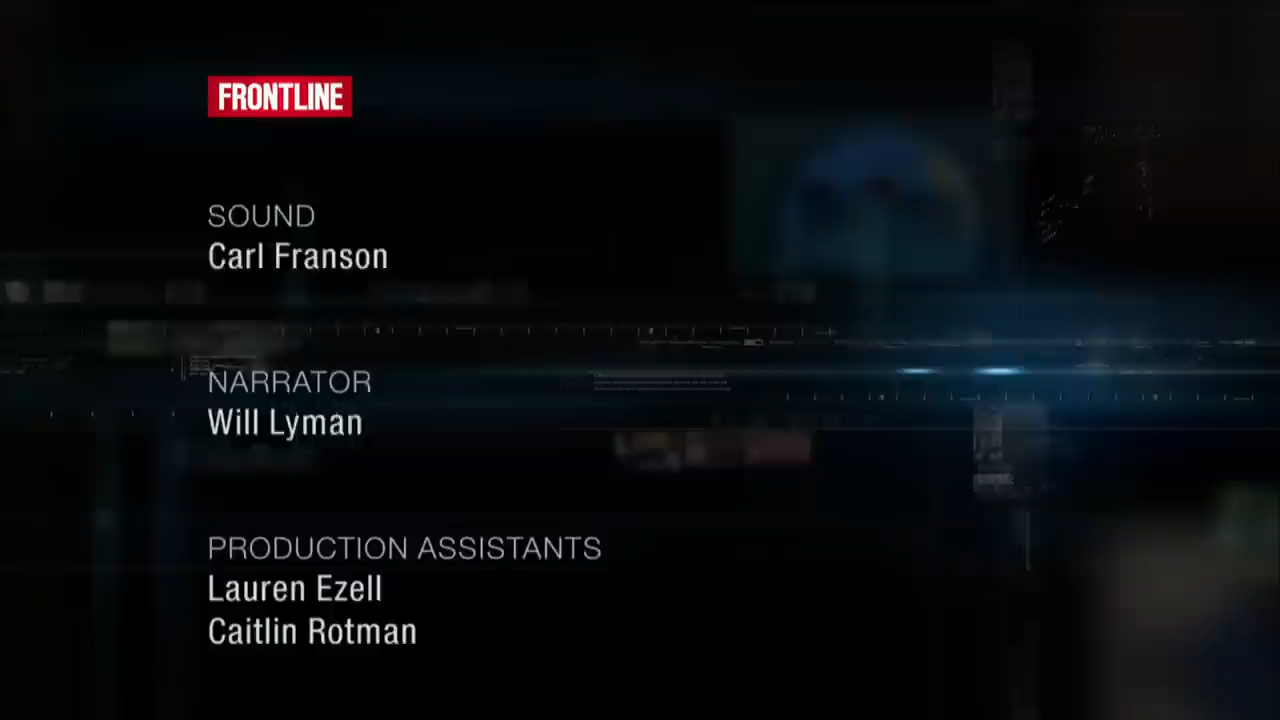 FRONTLINE
SOUND
Carl Franson
NARRATOR
Will Lyman
PRODUCTION ASSISTANTS
Lauren Ezell
Caitlin Rotman